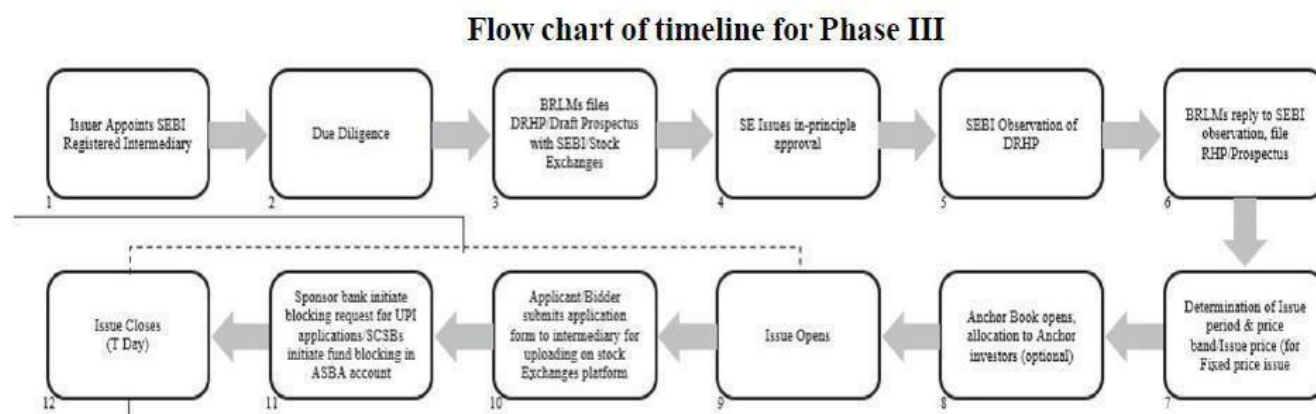 Flow chart of timeline for Phase III
Issuer Appoints SEBI
Registered Intermediary
1
Due Diligence
2
BRLMs files
DRHP/Draft Prospectus
with SEBI/Stock
Exchanges
3
SE Issues in-principle
approval
4
SEBI Observation of
DRHP
5
BRLMs reply to SEBI
observation, file
RHP/Prospectus
6
Determination of Issue
period & price
band/Issue price (for
Fixed price issue
7
Anchor Book opens,
allocation to Anchor
investors (optional)
8
Issue Opens
9
Applicant/Bidder
submits application
form to intermediary for
uploading on stock
Exchanges platform
10
Sponsor bank initiate
blocking request for UPI
applications/SCSBs
initiate fund blocking in
ASBA account
11
Issue Closes
(T Day)
12